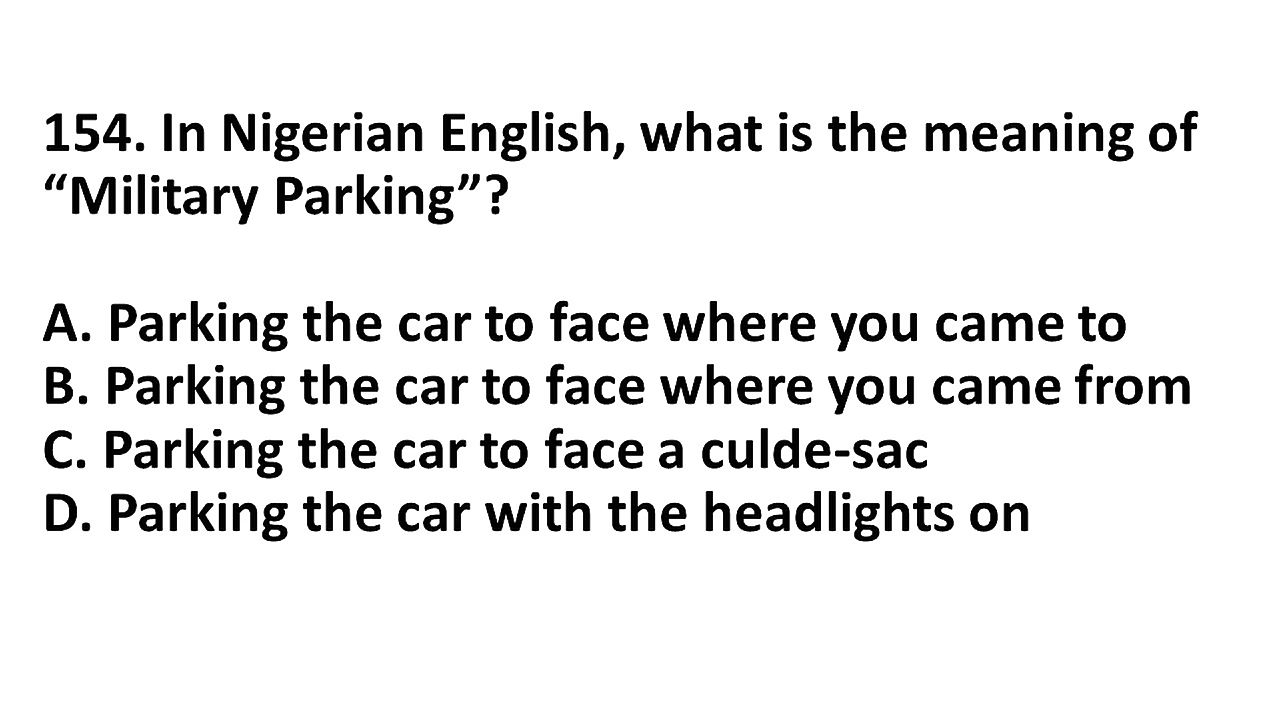 154. In Nigerian English, what is the meaning of
“Military Parking”?
A. Parking the car to face where you came to
B. Parking the car to face where you came from
C. Parking the car to face a culde-sac
D. Parking the car with the headlights on